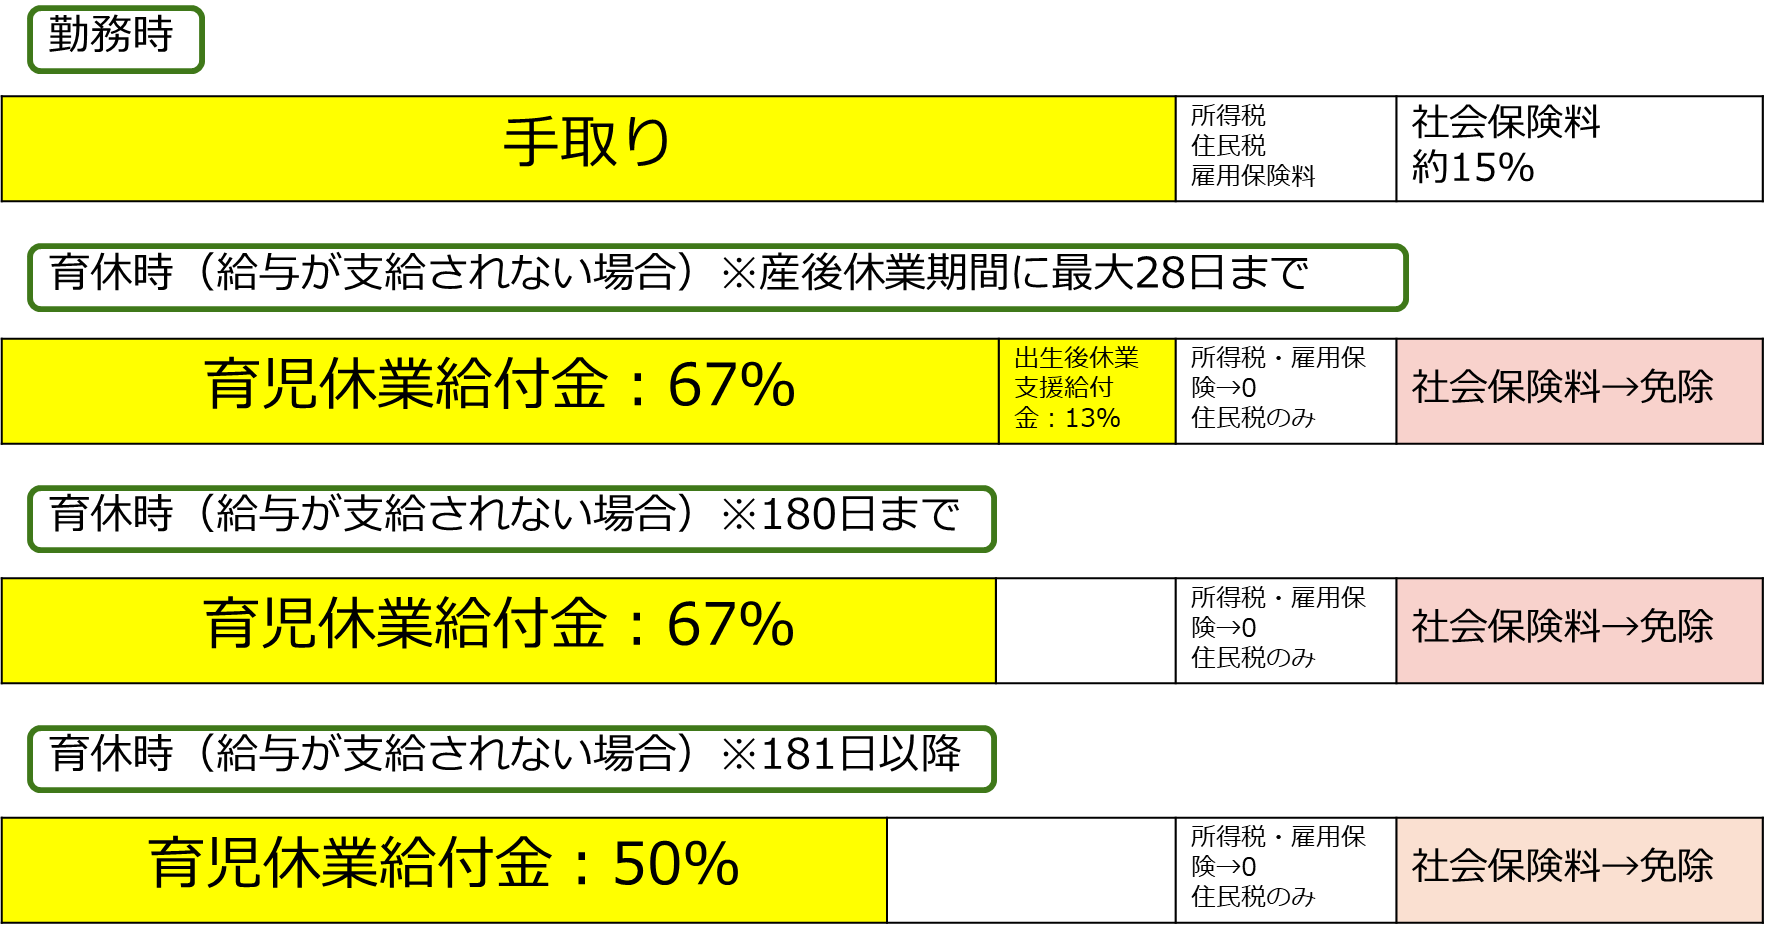 勤務時
手取り
所得税
住民税
雇用保険料
社会保険料
約15%
育休時（給与が支給されない場合）※産後休業期間に最大28日まで
育児休業給付金：67%
出生後休業
支援給付
金：13%
所得税・雇用保
険→0
住民税のみ
社会保険料→免除
育休時（給与が支給されない場合）※180日まで
育児休業給付金：67%
所得税・雇用保
険→0
住民税のみ
社会保険料→免除
育休時（給与が支給されない場合）※181日以降
育児休業給付金：50%
所得税・雇用保
険→0
住民税のみ
社会保険料→免除